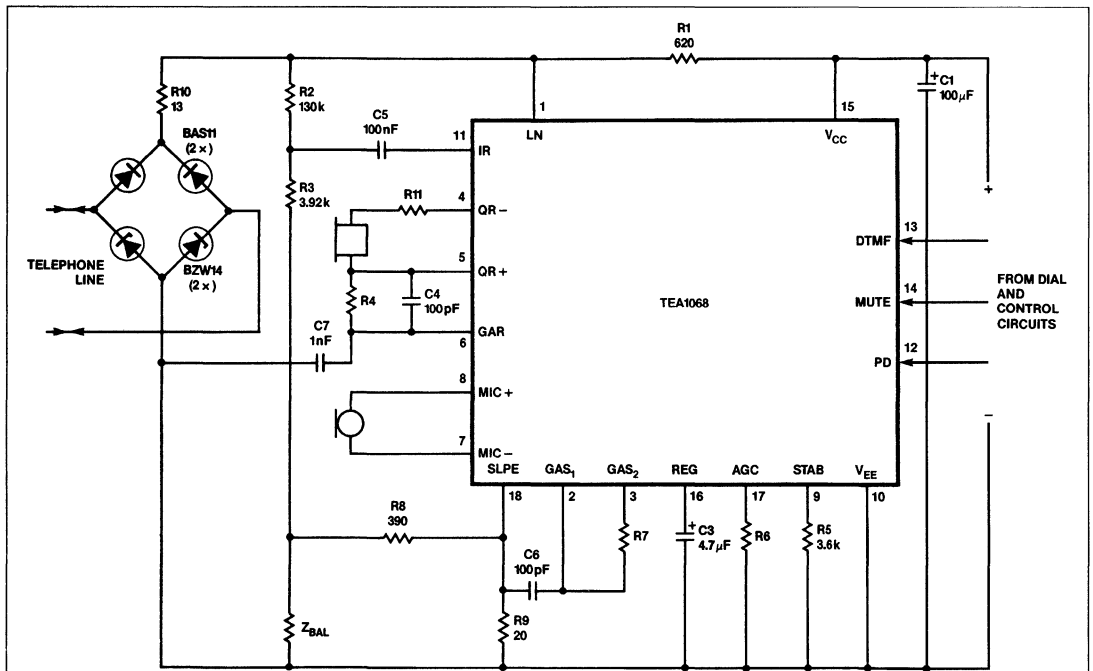 R1
620
R10
13
R2
130k
C5
100nF
C1
100µF
+
1
15
11
LN
V_CC
IR
BAS11
(2 ×)
R3
3.92k
R11
4
QR−
+
13
DTMF
TELEPHONE
LINE
BZW14
(2 ×)
5
QR+
R4
C4
100pF
TEA1068
14
MUTE
FROM DIAL
AND
CONTROL
CIRCUITS
C7
1nF
GAR
6
12
PD
8
MIC+
−
7
MIC−
SLPE
GAS₁
GAS₂
REG
AGC
STAB
V_EE
18
2
3
16
17
9
10
R8
390
R7
+
C3
4.7µF
R6
R5
3.6k
C6
100pF
Z_BAL
R9
20